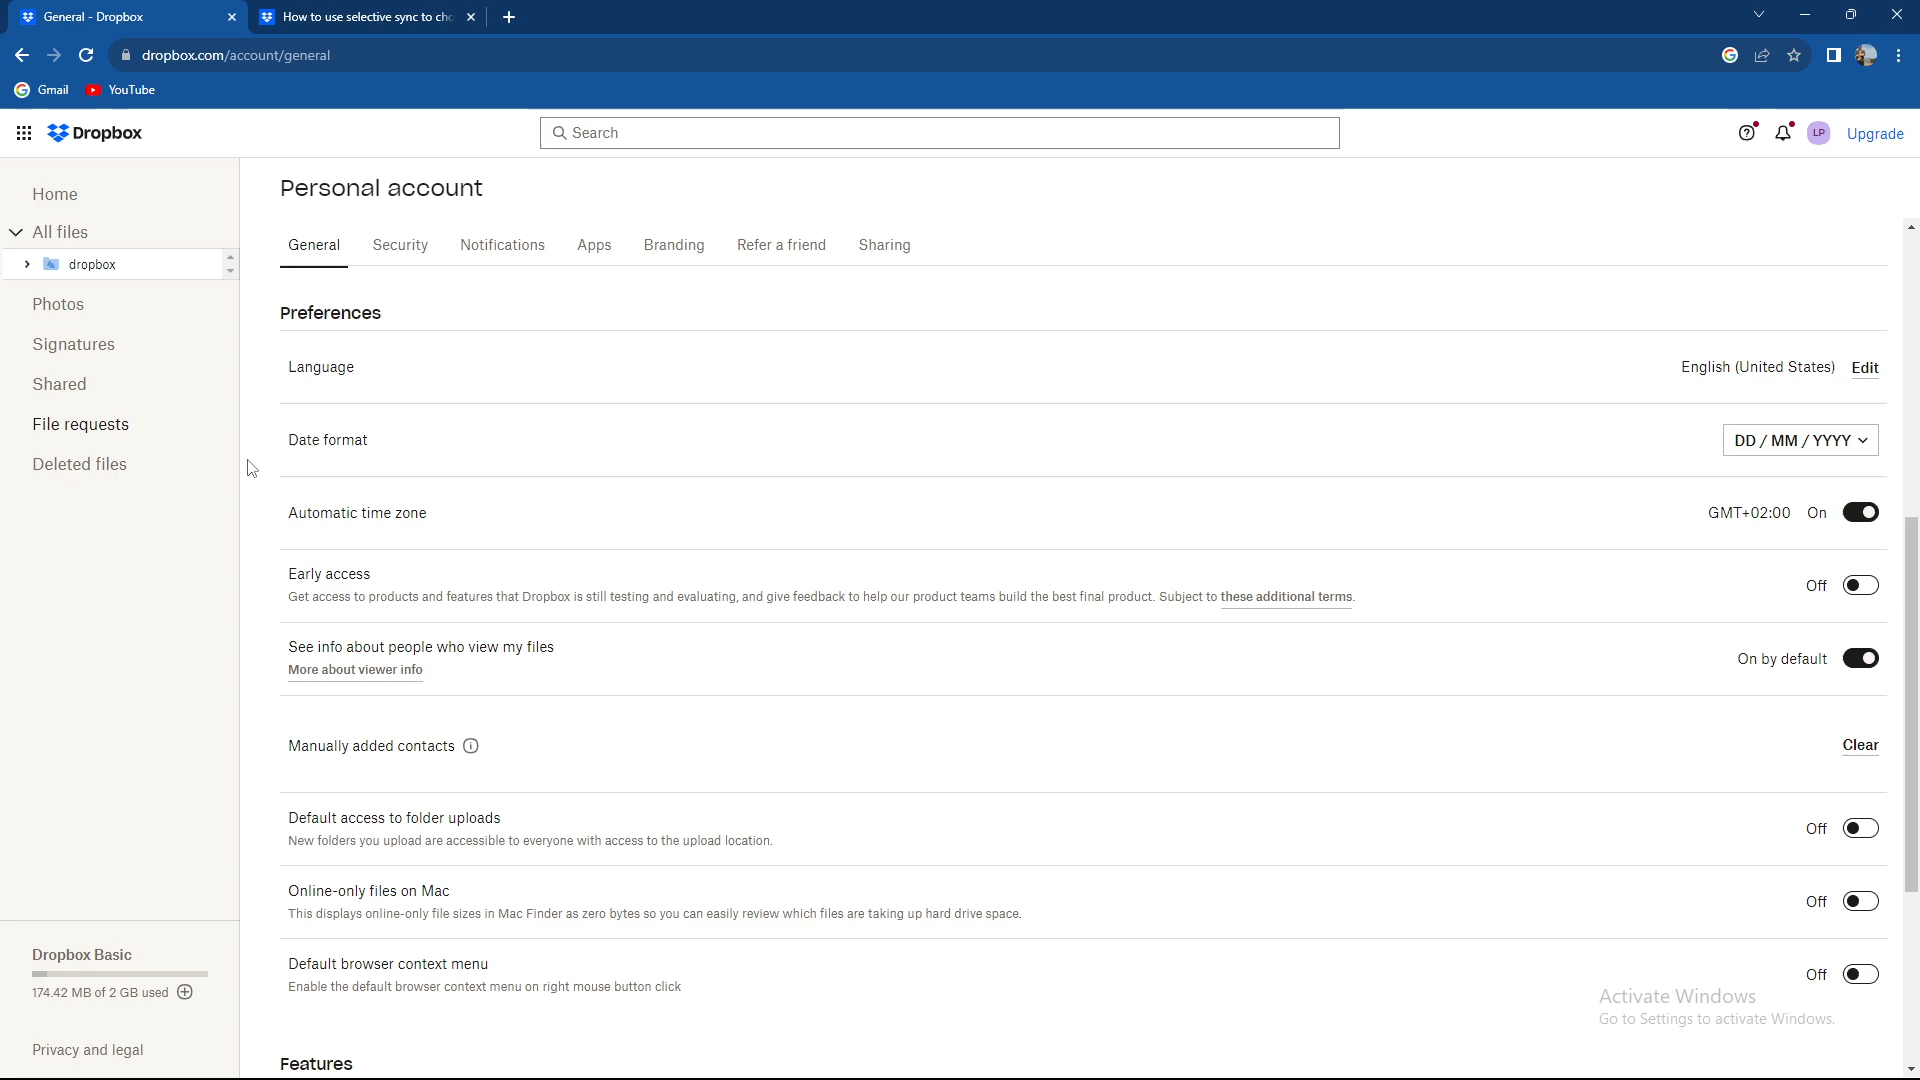 General - Dropbox
How to use selective sync to cho
dropbox.com/account/general
Gmail
YouTube
Dropbox
Search
LP
Upgrade
Home
All files
dropbox
Photos
Signatures
Shared
File requests
Deleted files
Dropbox Basic
174.42 MB of 2 GB used
Privacy and legal
Personal account
General Security Notifications Apps Branding Refer a friend Sharing
Preferences
Language
English (United States) Edit
Date format
DD / MM / YYYY
Automatic time zone
GMT+02:00 On
Early access
Get access to products and features that Dropbox is still testing and evaluating, and give feedback to help our product teams build the best final product. Subject to these additional terms.
Off
See info about people who view my files
More about viewer info
On by default
Manually added contacts
Clear
Default access to folder uploads
New folders you upload are accessible to everyone with access to the upload location.
Off
Online-only files on Mac
This displays online-only file sizes in Mac Finder as zero bytes so you can easily review which files are taking up hard drive space.
Off
Default browser context menu
Enable the default browser context menu on right mouse button click
Off
Activate Windows
Go to Settings to activate Windows.
Features